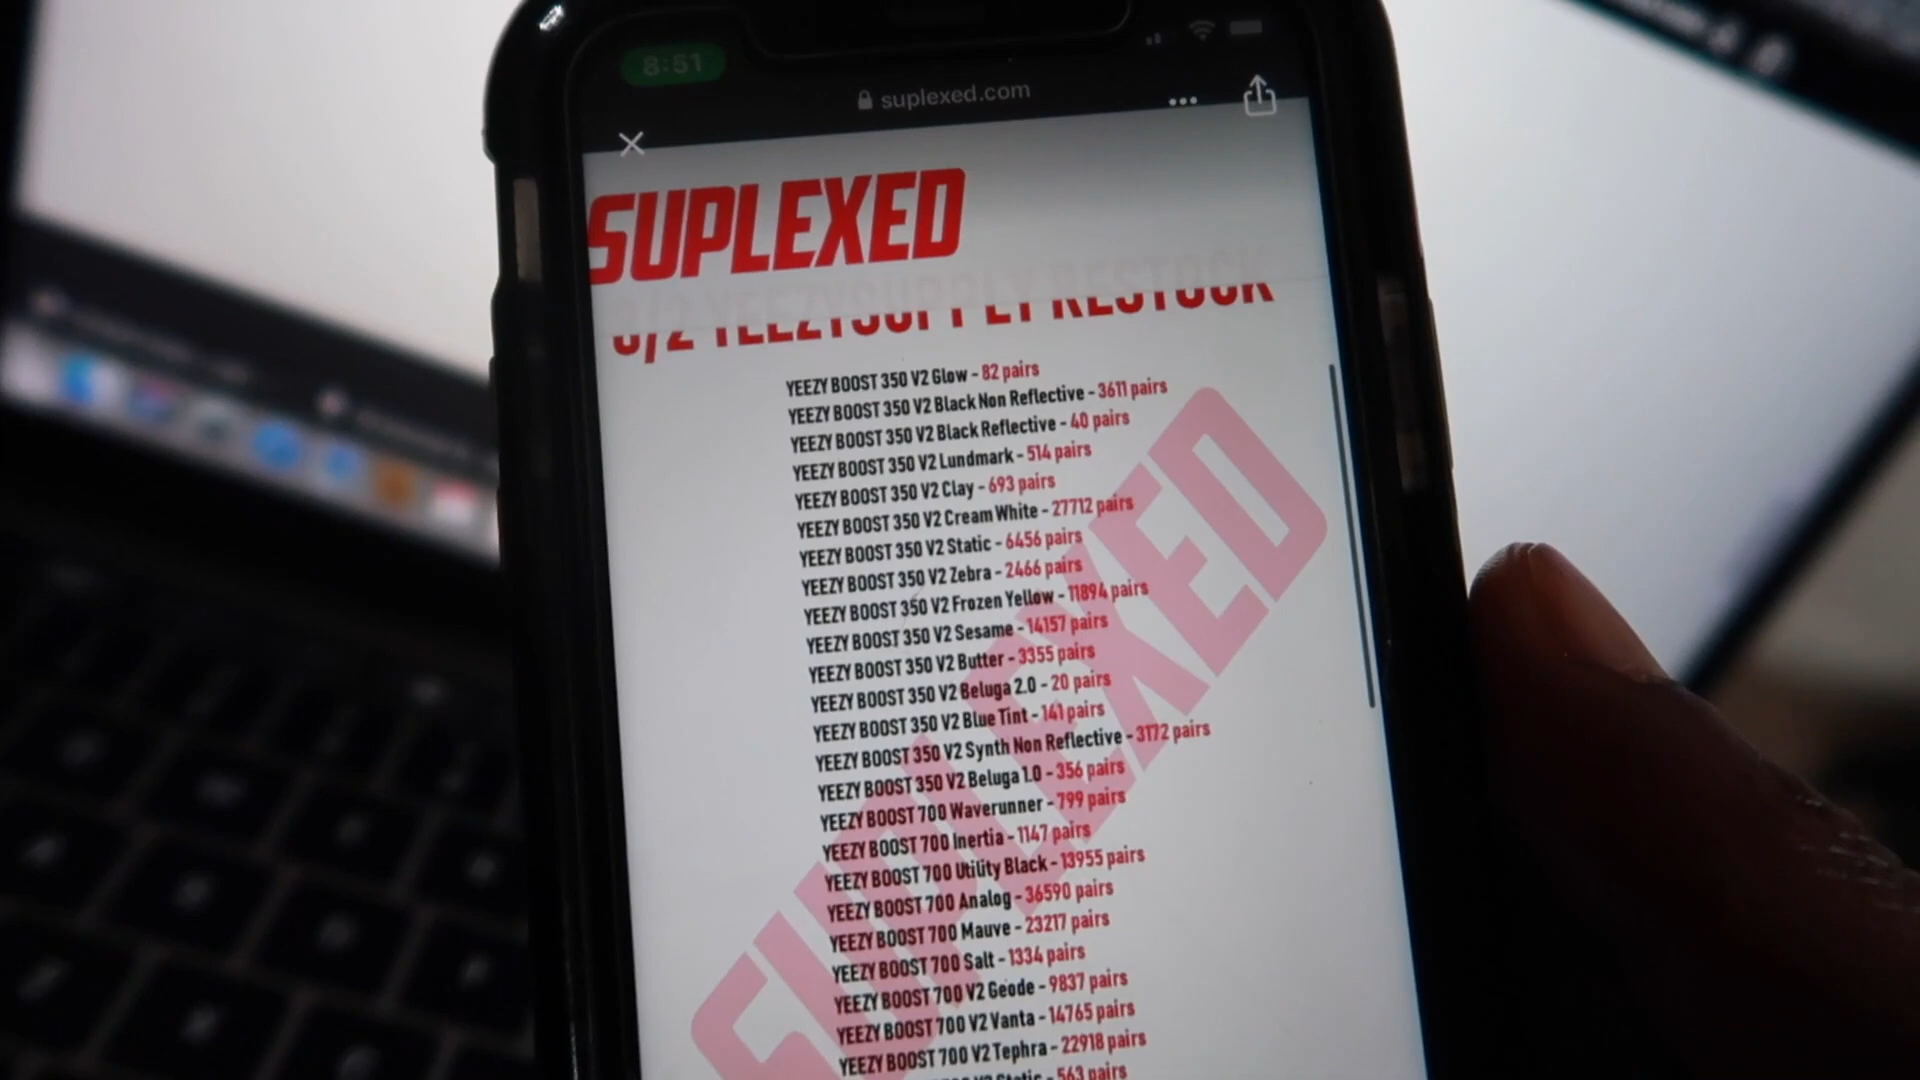 8:51
suplexed.com
SUPLEXED
YEEZYSUPPLY RESTOCK
YEEZY BOOST 350 V2 Glow - 82 pairs
YEEZY BOOST 350 V2 Black Non Reflective - 3611 pairs
YEEZY BOOST 350 V2 Black Reflective - 40 pairs
YEEZY BOOST 350 V2 Lundmark - 514 pairs
YEEZY BOOST 350 V2 Clay - 693 pairs
YEEZY BOOST 350 V2 Cream White - 27712 pairs
YEEZY BOOST 350 V2 Static - 6456 pairs
YEEZY BOOST 350 V2 Zebra - 2466 pairs
YEEZY BOOST 350 V2 Frozen Yellow - 11894 pairs
YEEZY BOOST 350 V2 Sesame - 14157 pairs
YEEZY BOOST 350 V2 Butter - 3355 pairs
YEEZY BOOST 350 V2 Beluga 2.0 - 20 pairs
YEEZY BOOST 350 V2 Blue Tint - 141 pairs
YEEZY BOOST 350 V2 Synth Non Reflective - 3172 pairs
YEEZY BOOST 350 V2 Beluga 1.0 - 356 pairs
YEEZY BOOST 700 Waverunner - 799 pairs
YEEZY BOOST 700 Inertia - 1147 pairs
YEEZY BOOST 700 Utility Black - 13955 pairs
YEEZY BOOST 700 Analog - 36590 pairs
YEEZY BOOST 700 Mauve - 23217 pairs
YEEZY BOOST 700 Salt - 1334 pairs
YEEZY BOOST 700 V2 Geode - 9837 pairs
YEEZY BOOST 700 V2 Vanta - 14765 pairs
YEEZY BOOST 700 V2 Tephra - 22918 pairs
V2 Static - 563 pairs
SUPLEXED